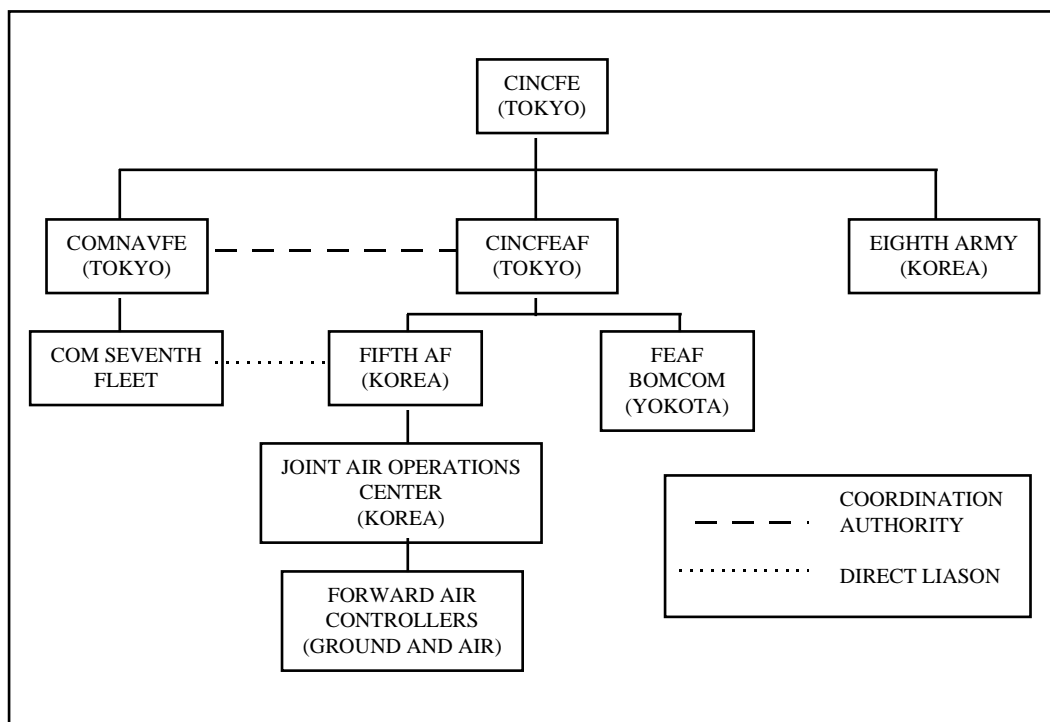 CINCFE
(TOKYO)
COMNAVFE
(TOKYO)
CINCFEAF
(TOKYO)
EIGHTH ARMY
(KOREA)
COM SEVENTH
FLEET
FIFTH AF
(KOREA)
FEAF
BOMCOM
(YOKOTA)
JOINT AIR OPERATIONS
CENTER
(KOREA)
FORWARD AIR
CONTROLLERS
(GROUND AND AIR)
COORDINATION
AUTHORITY
DIRECT LIASON